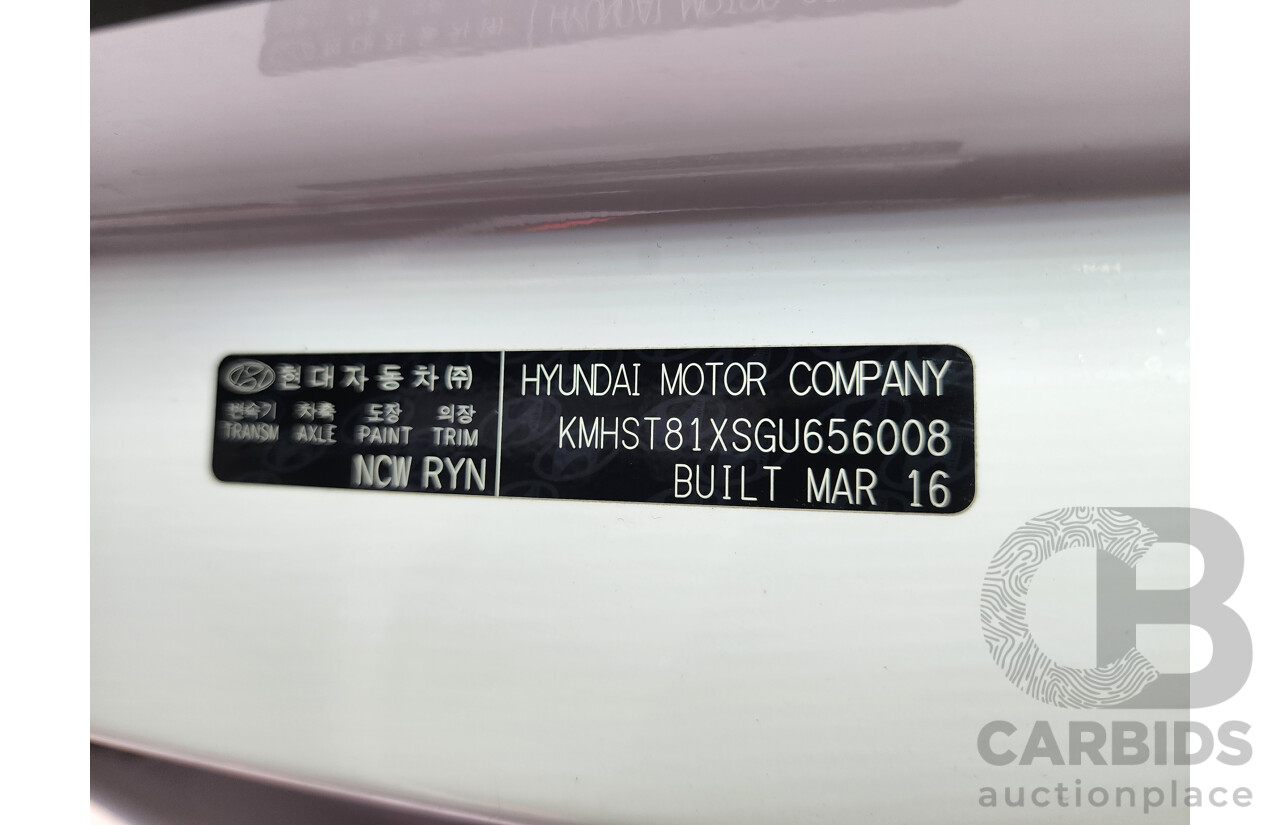 현대자동차(주)
변속기 차축 도장 의장
TRANSM AXLE PAINT TRIM
NCW RYN
HYUNDAI MOTOR COMPANY
KMHST81XSGU656008
BUILT MAR 16
CB
CARBIDS
auctionplace